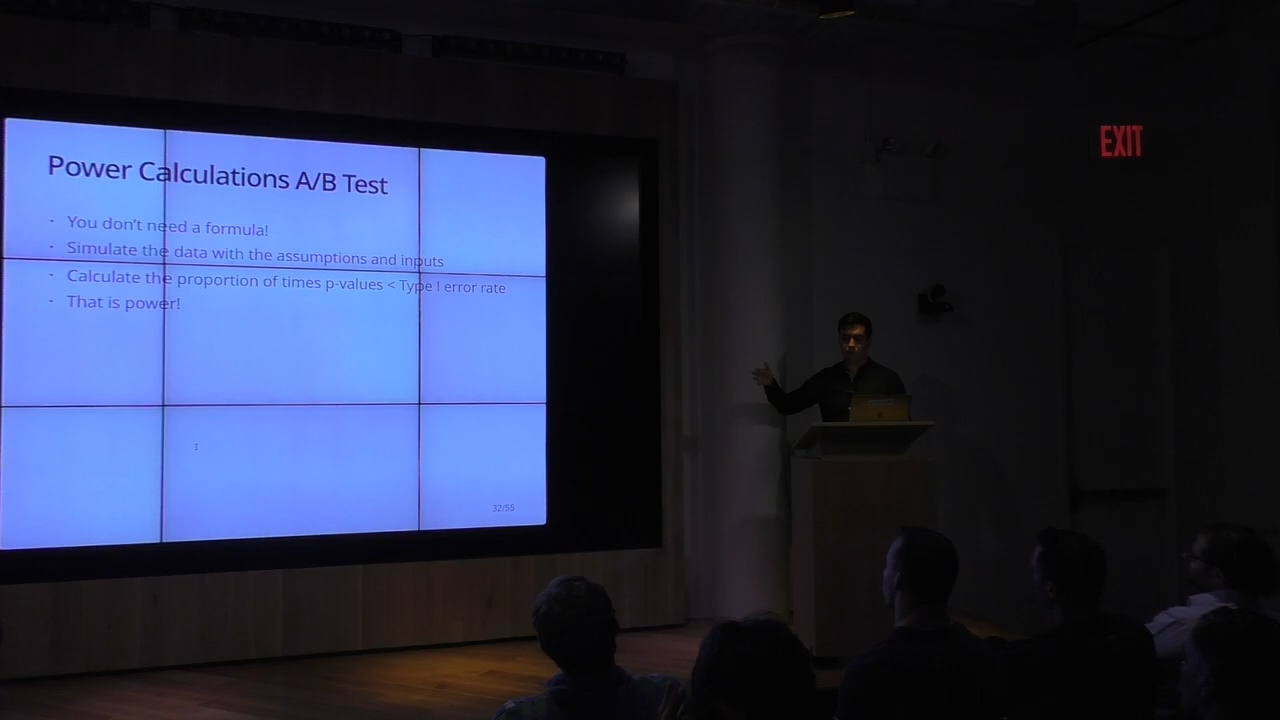 Power Calculations A/B Test
- You don't need a formula!
- Simulate the data with the assumptions and inputs
- Calculate the proportion of times p-values < Type I error rate
- That is power!
32/55
EXIT